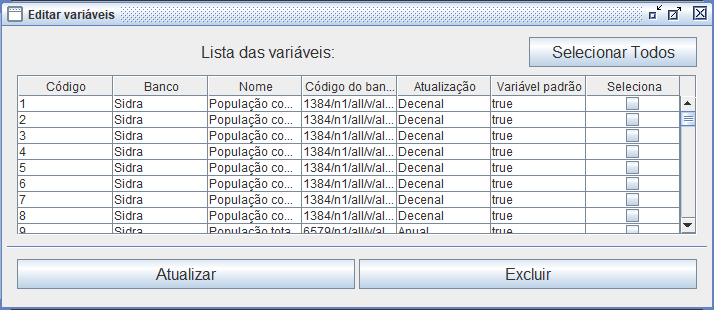 Editar variáveis
Lista das variáveis: Selecionar Todos
Código Banco Nome Código do ban... Atualização Variável padrão Seleciona
1 Sidra População co... 1384/n1/all/v/al... Decenal true
2 Sidra População co... 1384/n1/all/v/al... Decenal true
3 Sidra População co... 1384/n1/all/v/al... Decenal true
4 Sidra População co... 1384/n1/all/v/al... Decenal true
5 Sidra População co... 1384/n1/all/v/al... Decenal true
6 Sidra População co... 1384/n1/all/v/al... Decenal true
7 Sidra População co... 1384/n1/all/v/al... Decenal true
8 Sidra População co... 1384/n1/all/v/al... Decenal true
9 Sidra População tota... 6579/n1/all/v/al... Anual true
Atualizar Excluir